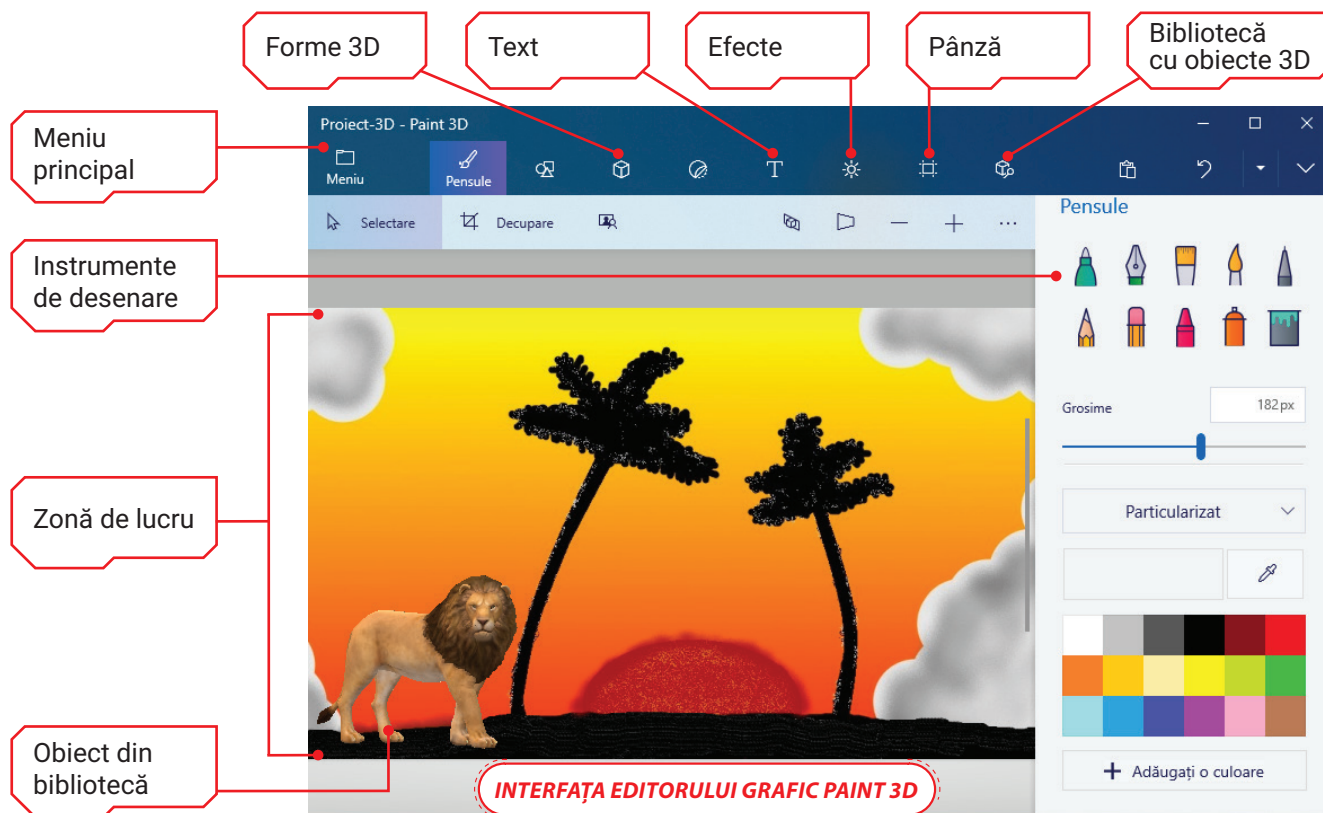 Forme 3D
Text
Efecte
Pânză
Bibliotecă
cu obiecte 3D
Meniu
principal
Proiect-3D - Paint 3D
Meniu
Pensule
T
Selectare
Decupare
Pensule
Instrumente
de desenare
Grosime
182px
Zonă de lucru
Particularizat
Obiect din
bibliotecă
Adăugați o culoare
INTERFAȚA EDITORULUI GRAFIC PAINT 3D